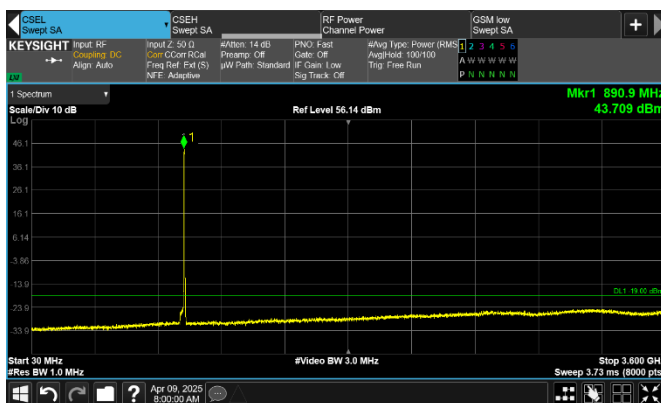 CSEL
Swept SA
CSEH
Swept SA
RF Power
Channel Power
GSM low
Swept SA
+
KEYSIGHT
Input: RF
Coupling: DC
Align: Auto
Input Z: 50 Ω
Corr CCorr RCal
Freq Ref: Ext (S)
NFE: Adaptive
#Atten: 14 dB
Preamp: Off
µW Path: Standard
PNO: Fast
Gate: Off
IF Gain: Low
Sig Track: Off
#Avg Type: Power (RMS
Avg|Hold: 100/100
Trig: Free Run
1 2 3 4 5 6
A W W W W W
P N N N N N
1 Spectrum
Scale/Div 10 dB
Ref Level 56.14 dBm
Mkr1 890.9 MHz
43.709 dBm
Log
1
46.1
36.1
26.1
16.1
6.14
-3.86
-13.9
DL1 -19.00 dBm
-23.9
-33.9
Start 30 MHz
#Video BW 3.0 MHz
Stop 3.600 GHz
#Res BW 1.0 MHz
Sweep 3.73 ms (8000 pts)
?
Apr 09, 2025
8:00:00 AM